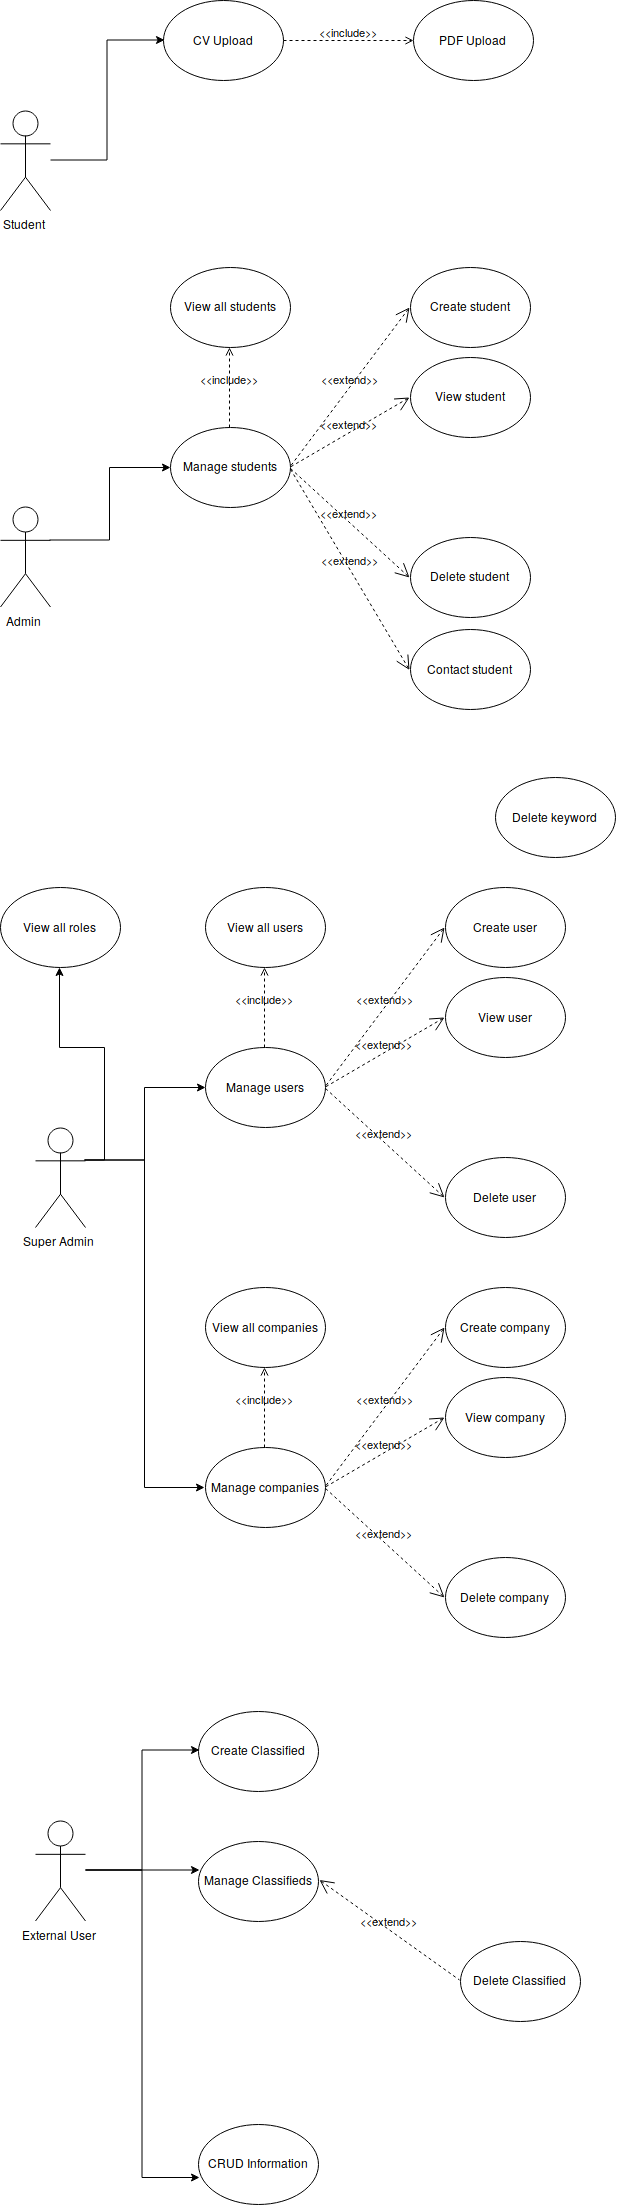 CV Upload
<<include>>
PDF Upload
Student
View all students
Create student
<<include>>
<<extend>>
View student
<<extend>>
Manage students
<<extend>>
<<extend>>
Delete student
Admin
Contact student
Delete keyword
View all roles
View all users
Create user
<<include>>
<<extend>>
View user
<<extend>>
Manage users
<<extend>>
Delete user
Super Admin
View all companies
Create company
<<include>>
<<extend>>
View company
<<extend>>
Manage companies
<<extend>>
Delete company
Create Classified
Manage Classifieds
<<extend>>
External User
Delete Classified
CRUD Information